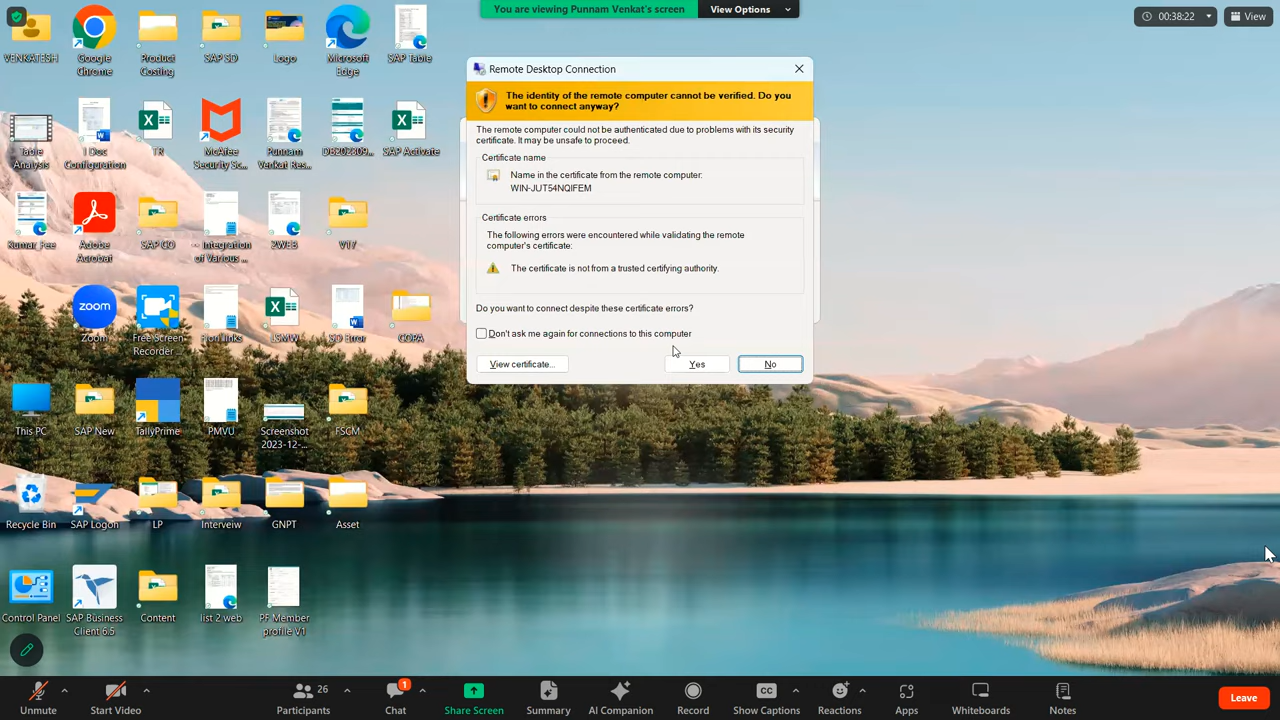 You are viewing Punnam Venkat's screen
View Options
00:38:22
View
VENKATESH
Google
Chrome
Product
Costing
SAP SD
Logo
Microsoft
Edge
SAP Table
Table
Analysis
I Doc
Configuration
TR
McAfee
Security Sc...
Punnam
Venkat Res...
DE202309...
SAP Activate
Kumar_Fee
Adobe
Acrobat
SAP CO
Integration
of Various ...
2WEB
V17
Zoom
Free Screen
Recorder ...
Fiori links
LSMW
SO Error
COPA
This PC
SAP New
TallyPrime
PMVU
Screenshot
2023-12-...
FSCM
Recycle Bin
SAP Logon
LP
Interveiw
GNPT
Asset
Control Panel
SAP Business
Client 6.5
Content
list 2 web
PF Member
profile V1
Remote Desktop Connection
The identity of the remote computer cannot be verified. Do you
want to connect anyway?
The remote computer could not be authenticated due to problems with its security
certificate. It may be unsafe to proceed.
Certificate name
Name in the certificate from the remote computer:
WIN-JUT54NQIFEM
Certificate errors
The following errors were encountered while validating the remote
computer's certificate:
The certificate is not from a trusted certifying authority.
Do you want to connect despite these certificate errors?
Don't ask me again for connections to this computer
View certificate...
Yes
No
Unmute
Start Video
26
Participants
1
Chat
Share Screen
Summary
AI Companion
Record
CC
Show Captions
Reactions
Apps
Whiteboards
Notes
Leave